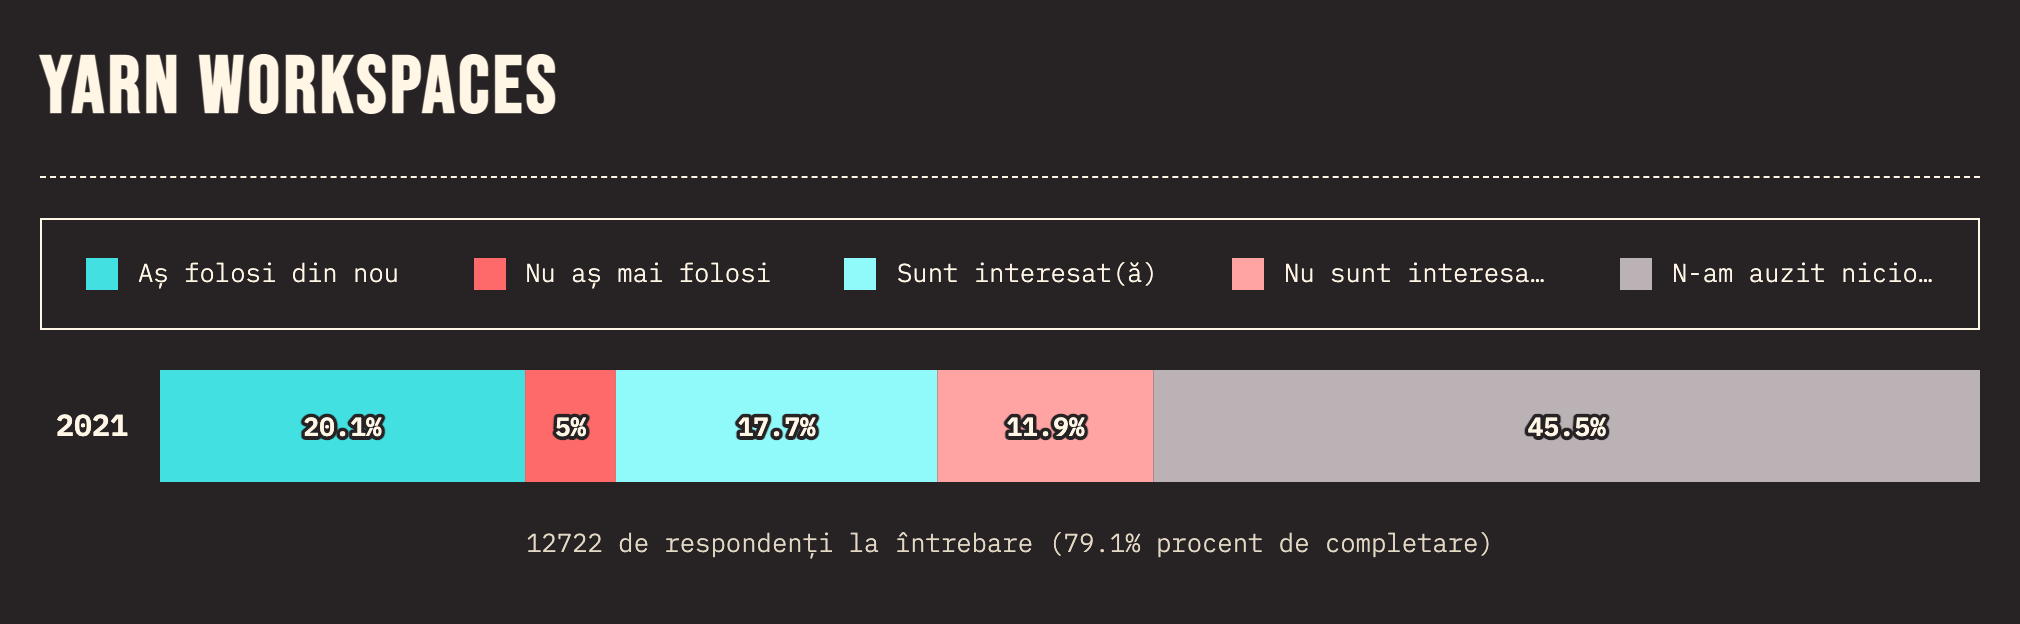 YARN WORKSPACES
Aș folosi din nou Nu aș mai folosi Sunt interesat(ă) Nu sunt interesa… N-am auzit nicio…
2021 20.1% 5% 17.7% 11.9% 45.5%
12722 de respondenți la întrebare (79.1% procent de completare)